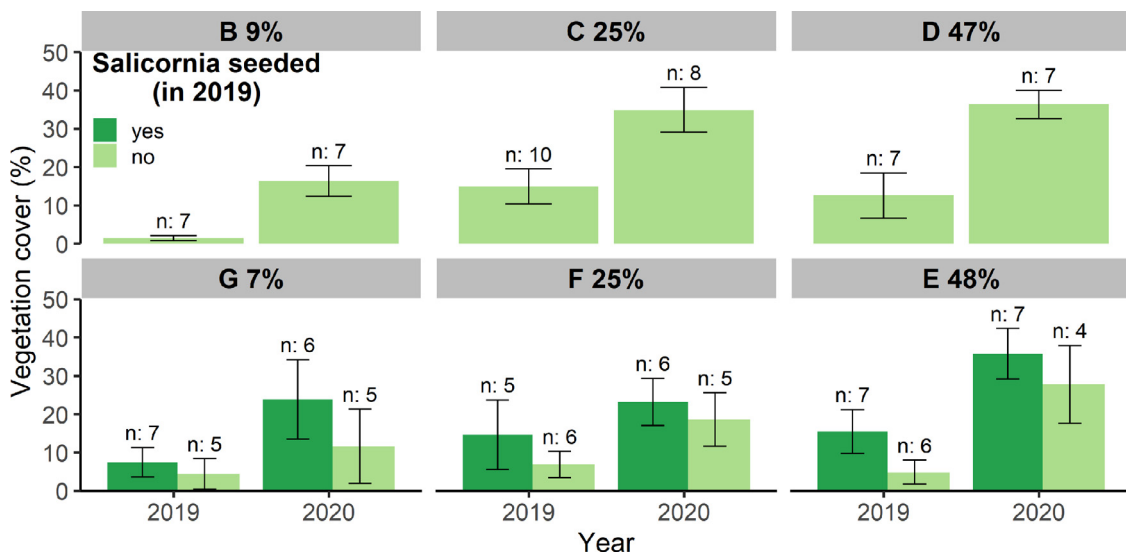 B 9%
C 25%
D 47%
Vegetation cover (%)
50
40
30
20
10
0
Salicornia seeded
(in 2019)
yes
no
n: 7
n: 7
n: 10
n: 8
n: 7
n: 7
G 7%
F 25%
E 48%
50
40
30
20
10
0
n: 7
n: 5
n: 6
n: 5
n: 5
n: 6
n: 6
n: 5
n: 7
n: 6
n: 7
n: 4
2019
2020
2019
2020
2019
2020
Year